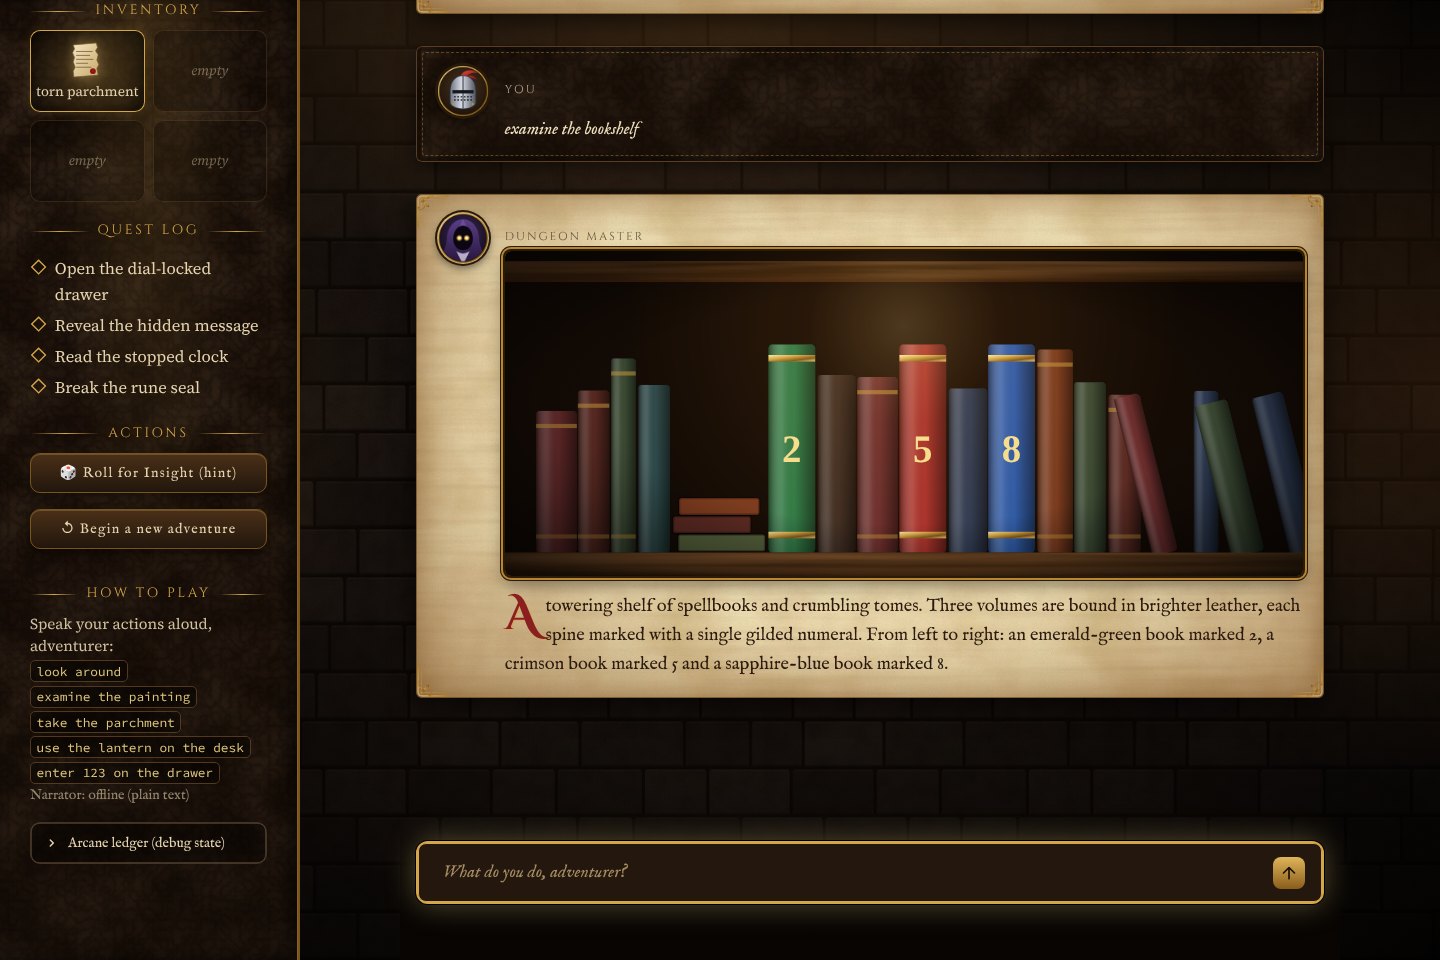 INVENTORY
torn parchment
empty
empty
empty
QUEST LOG
Open the dial-locked
drawer
Reveal the hidden message
Read the stopped clock
Break the rune seal
ACTIONS
Roll for Insight (hint)
Begin a new adventure
HOW TO PLAY
Speak your actions aloud,
adventurer:
look around
examine the painting
take the parchment
use the lantern on the desk
enter 123 on the drawer
Narrator: offline (plain text)
Arcane ledger (debug state)
YOU
examine the bookshelf
DUNGEON MASTER
2 5 8
A towering shelf of spellbooks and crumbling tomes. Three volumes are bound in brighter leather, each
spine marked with a single gilded numeral. From left to right: an emerald-green book marked 2, a
crimson book marked 5 and a sapphire-blue book marked 8.
What do you do, adventurer?